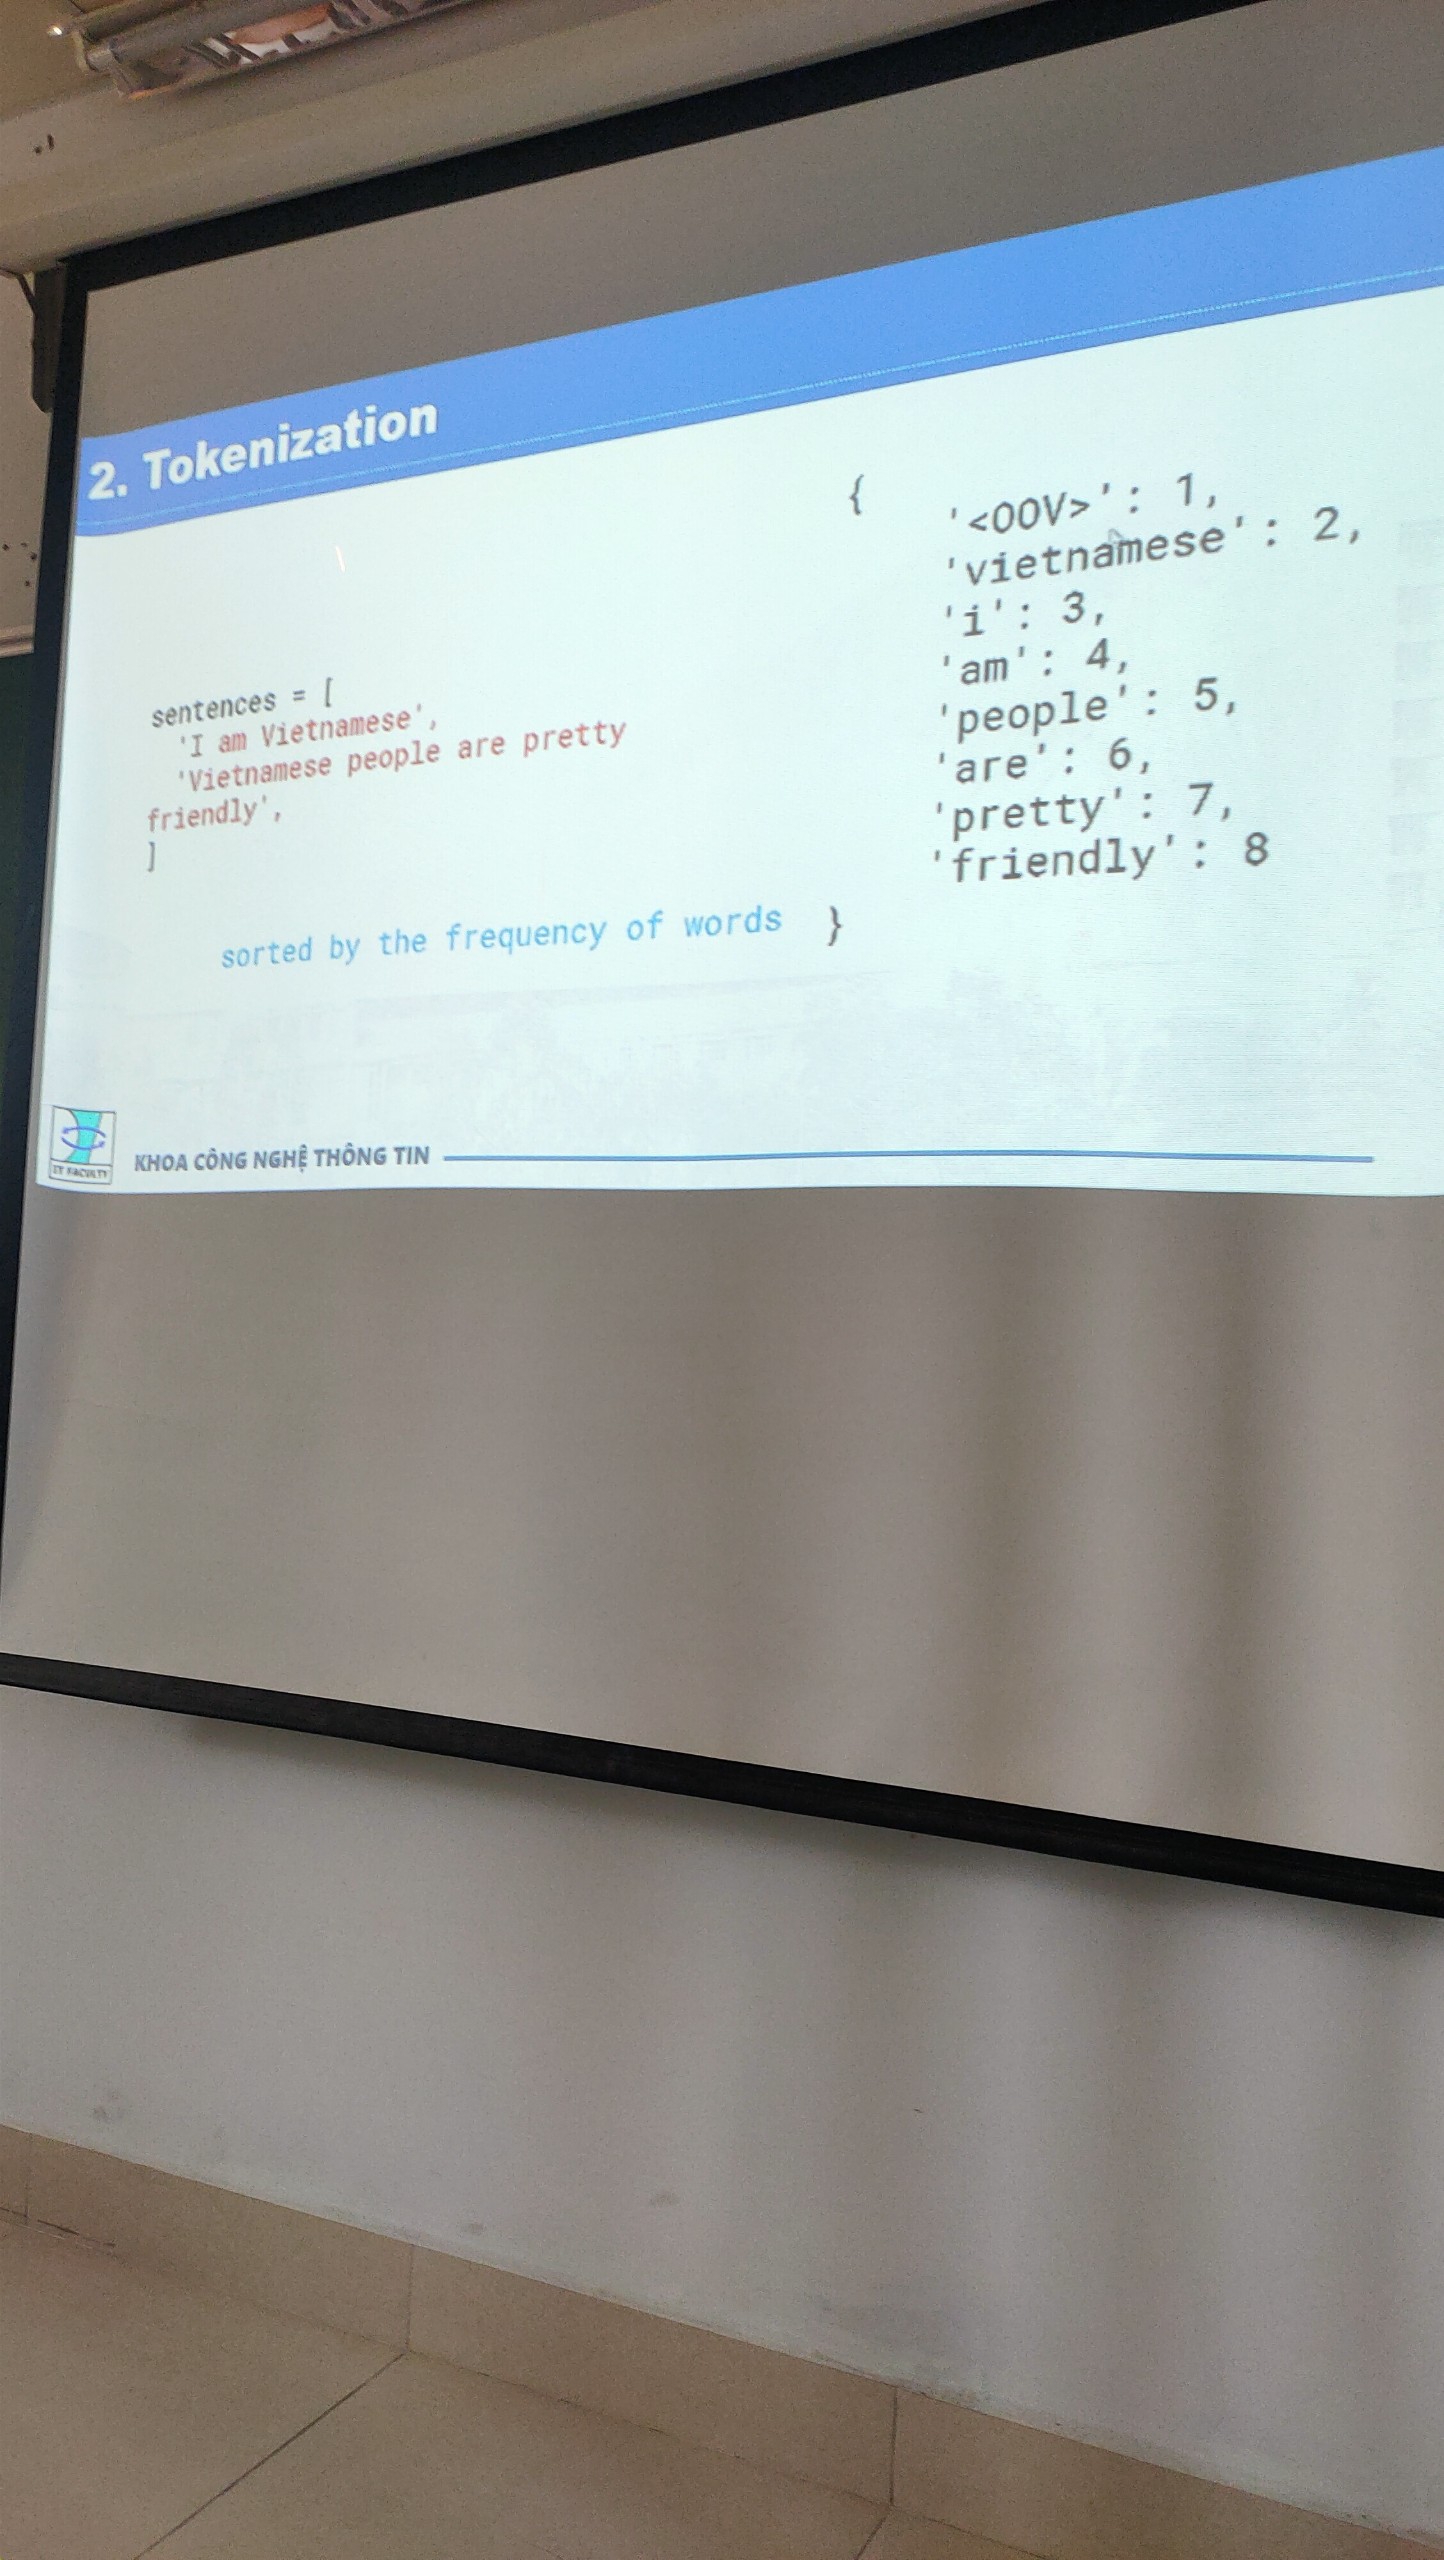 2. Tokenization
sentences = [
'I am Vietnamese',
'Vietnamese people are pretty
friendly',
]
sorted by the frequency of words
{
'<OOV>': 1,
'vietnamese': 2,
'i': 3,
'am': 4,
'people': 5,
'are': 6,
'pretty': 7,
'friendly': 8
}
IT FACULTY
KHOA CÔNG NGHỆ THÔNG TIN